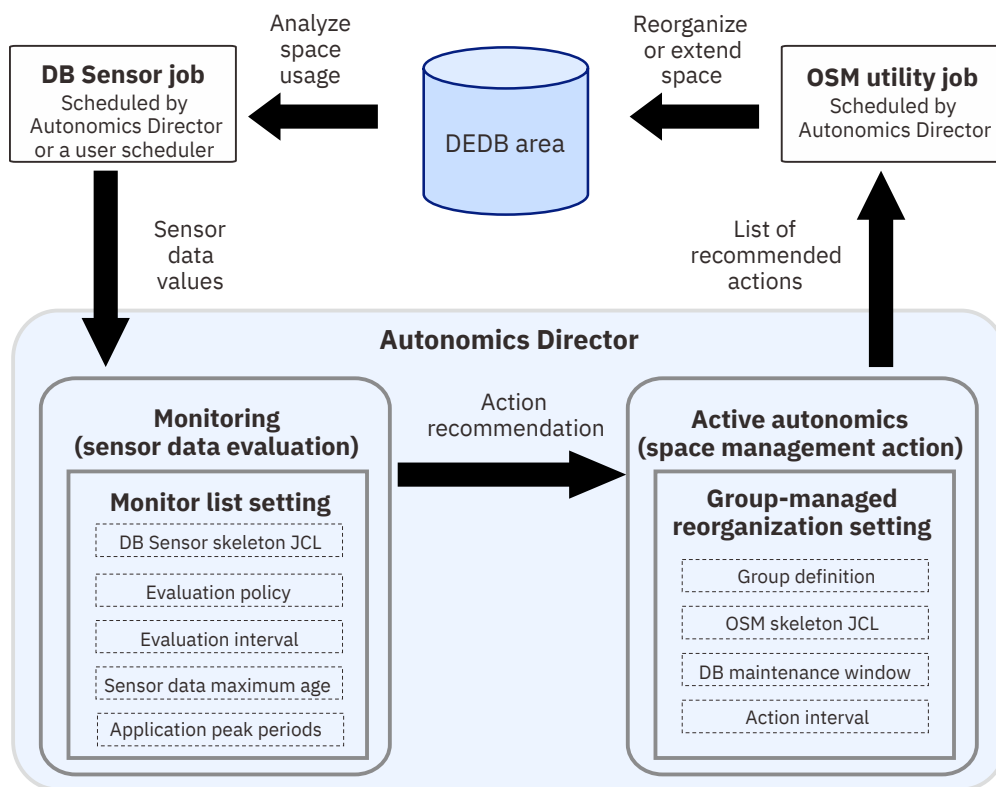 Analyze
space
usage
Reorganize
or extend
space
DB Sensor job
Scheduled by
Autonomics Director
or a user scheduler
DEDB area
OSM utility job
Scheduled by
Autonomics Director
Sensor
data
values
List of
recommended
actions
Autonomics Director
Monitoring
(sensor data evaluation)
Monitor list setting
DB Sensor skeleton JCL
Evaluation policy
Evaluation interval
Sensor data maximum age
Application peak periods
Action
recommendation
Active autonomics
(space management action)
Group-managed
reorganization setting
Group definition
OSM skeleton JCL
DB maintenance window
Action interval